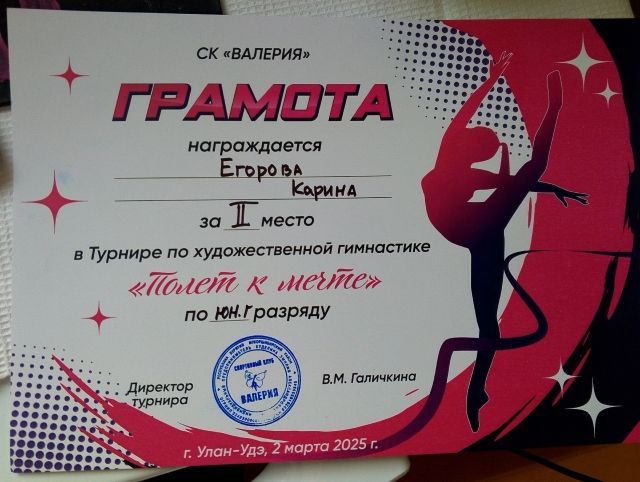 СК «ВАЛЕРИЯ»
ГРАМОТА
награждается
Егорова
Карина
за II место
в Турнире по художественной гимнастике
«Полет к мечте»
по юн.г разряду
СПОРТИВНЫЙ КЛУБ
ВАЛЕРИЯ
Директор
турнира
В.М. Галичкина
г. Улан-Удэ, 2 марта 2025 г.